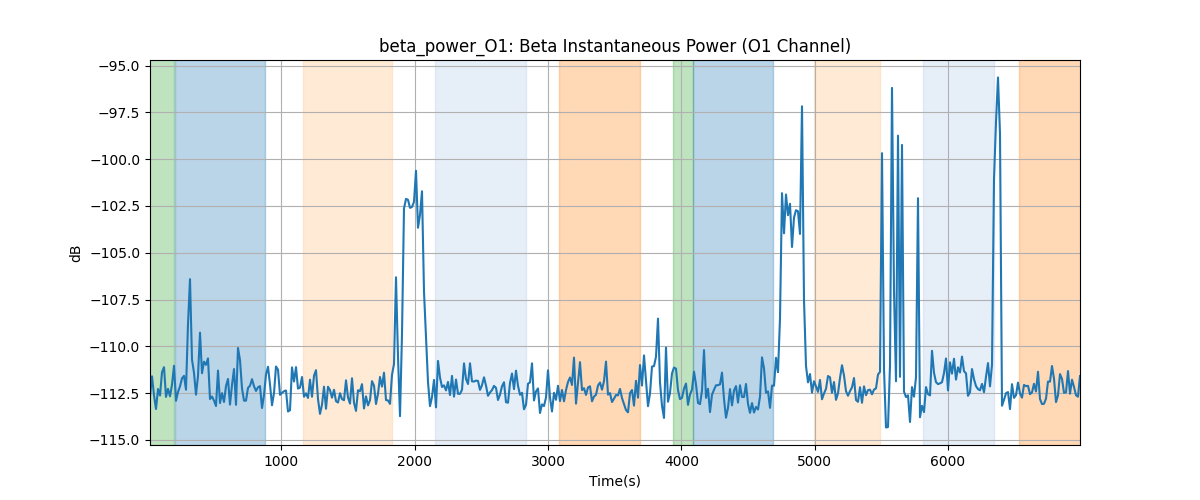 beta_power_O1: Beta Instantaneous Power (O1 Channel)
−95.0
−97.5
−100.0
−102.5
−105.0
−107.5
−110.0
−112.5
−115.0
dB
1000 2000 3000 4000 5000 6000
Time(s)